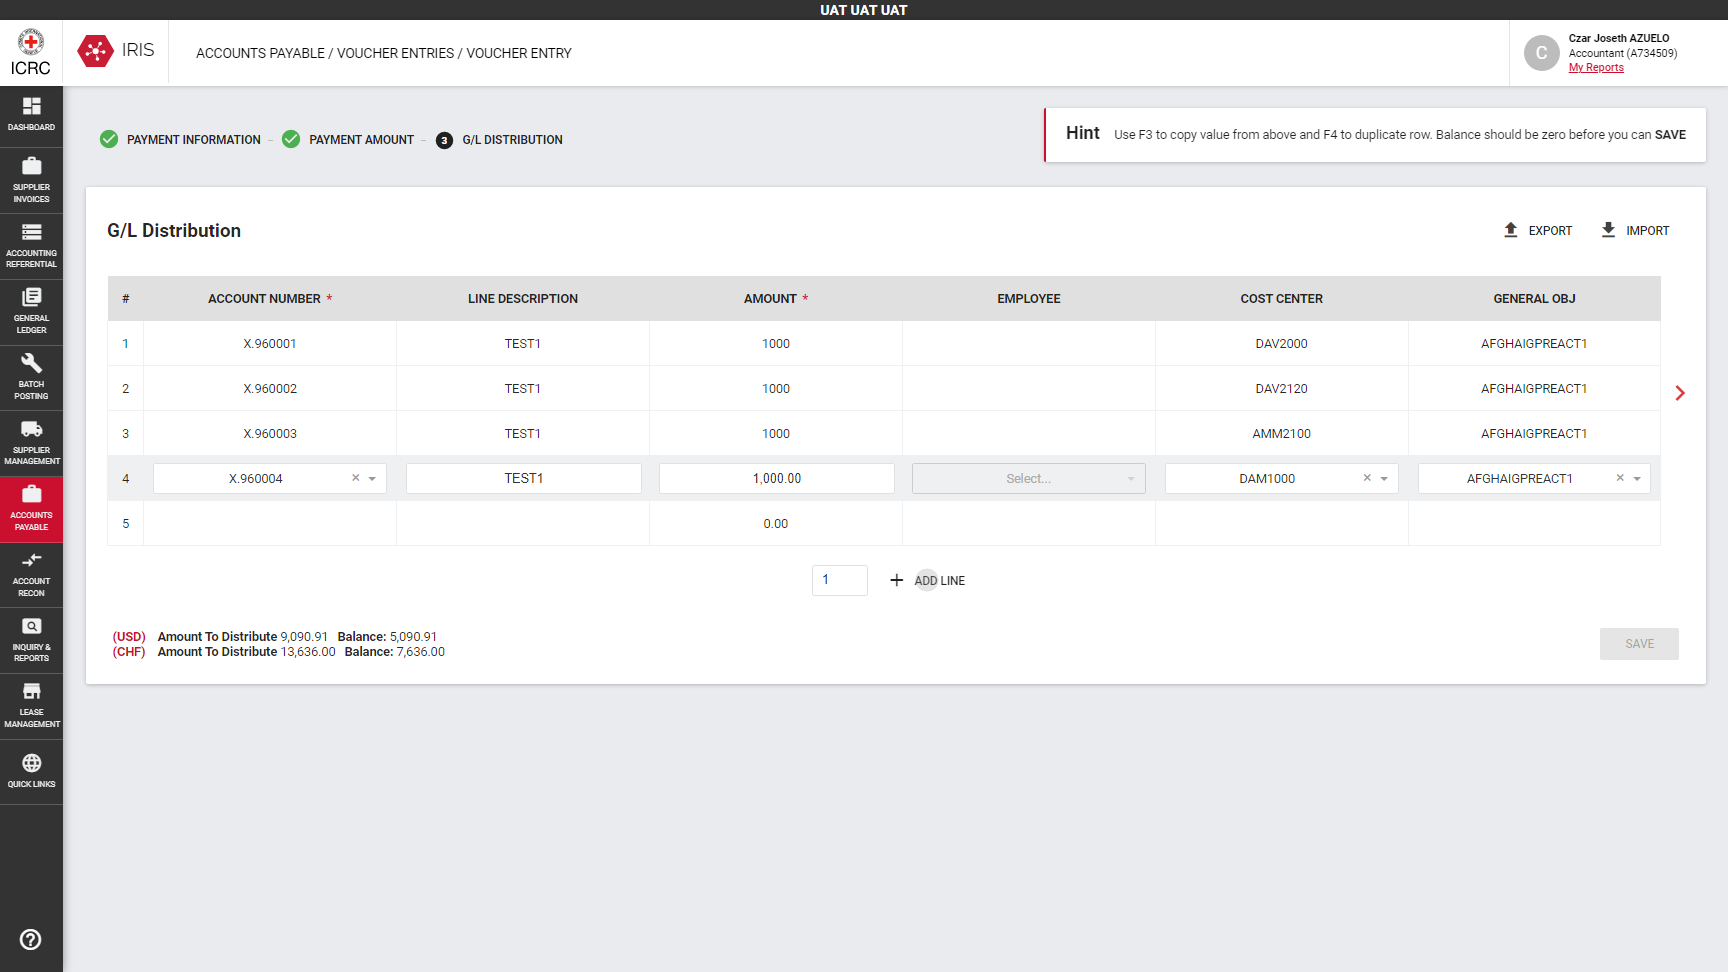 UAT UAT UAT
ICRC
IRIS
ACCOUNTS PAYABLE / VOUCHER ENTRIES / VOUCHER ENTRY
C
Czar Joseth AZUELO
Accountant (A734509)
My Reports
DASHBOARD
SUPPLIER
INVOICES
ACCOUNTING
REFERENTIAL
GENERAL
LEDGER
BATCH
POSTING
SUPPLIER
MANAGEMENT
ACCOUNTS
PAYABLE
ACCOUNT
RECON
INQUIRY &
REPORTS
LEASE
MANAGEMENT
QUICK LINKS
PAYMENT INFORMATION - PAYMENT AMOUNT - 3 G/L DISTRIBUTION
Hint Use F3 to copy value from above and F4 to duplicate row. Balance should be zero before you can SAVE
G/L Distribution
EXPORT IMPORT
# ACCOUNT NUMBER * LINE DESCRIPTION AMOUNT * EMPLOYEE COST CENTER GENERAL OBJ
1 X.960001 TEST1 1000 DAV2000 AFGHAIGPREACT1
2 X.960002 TEST1 1000 DAV2120 AFGHAIGPREACT1
3 X.960003 TEST1 1000 AMM2100 AFGHAIGPREACT1
4 X.960004 × TEST1 1,000.00 Select... DAM1000 × AFGHAIGPREACT1 ×
5 0.00
1 + ADD LINE
(USD) Amount To Distribute 9,090.91 Balance: 5,090.91
(CHF) Amount To Distribute 13,636.00 Balance: 7,636.00
SAVE